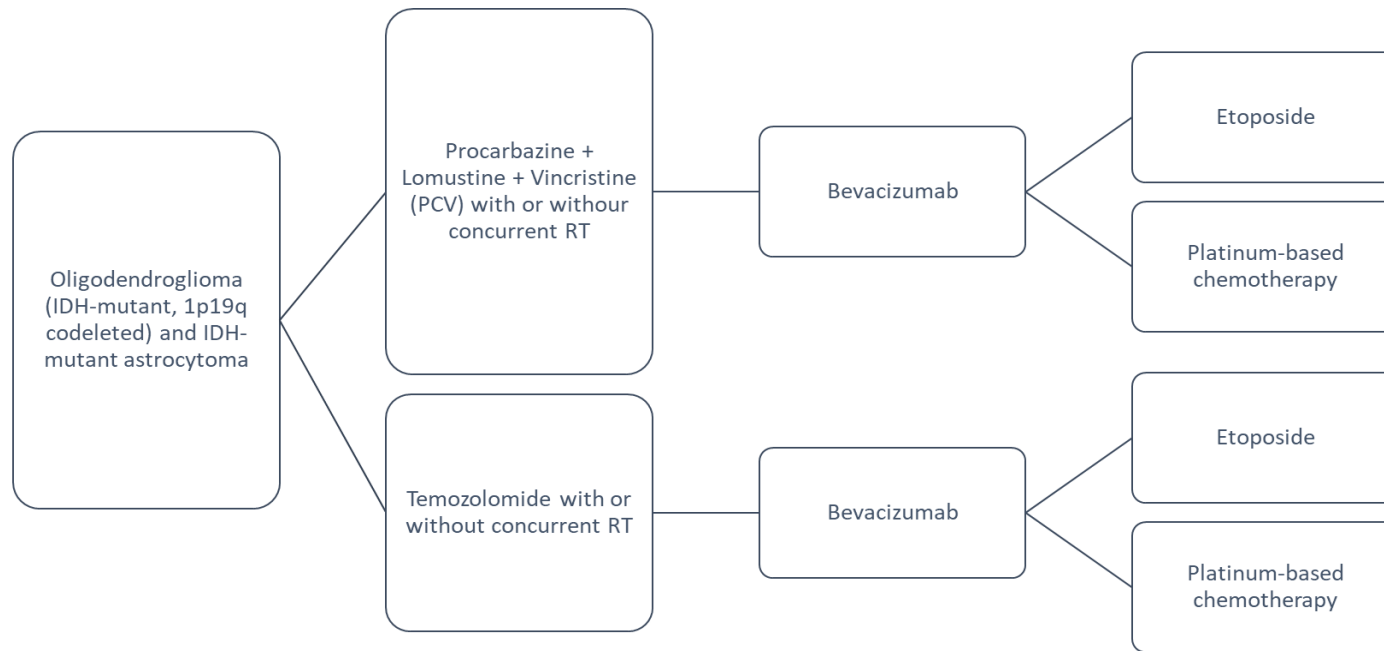 Oligodendroglioma
(IDH-mutant, 1p19q
codeleted) and IDH-
mutant astrocytoma
Procarbazine +
Lomustine + Vincristine
(PCV) with or withour
concurrent RT
Bevacizumab
Etoposide
Platinum-based
chemotherapy
Temozolomide with or
without concurrent RT
Bevacizumab
Etoposide
Platinum-based
chemotherapy